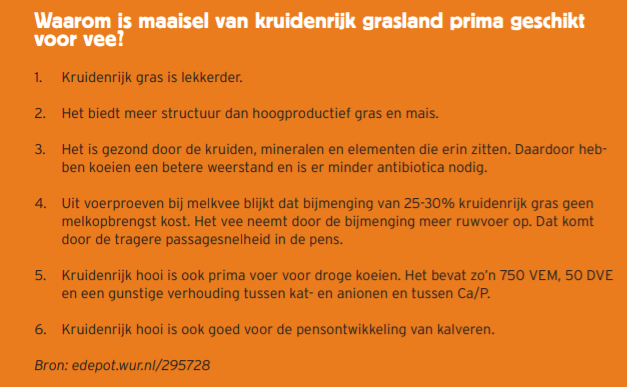 Waarom is maaisel van kruidenrijk grasland prima geschikt
voor vee?
1. Kruidenrijk gras is lekkerder.
2. Het biedt meer structuur dan hoogproductief gras en mais.
3. Het is gezond door de kruiden, mineralen en elementen die erin zitten. Daardoor heb-
ben koeien een betere weerstand en is er minder antibiotica nodig.
4. Uit voerproeven bij melkvee blijkt dat bijmenging van 25-30% kruidenrijk gras geen
melkopbrengst kost. Het vee neemt door de bijmenging meer ruwvoer op. Dat komt
door de tragere passagesnelheid in de pens.
5. Kruidenrijk hooi is ook prima voer voor droge koeien. Het bevat zo'n 750 VEM, 50 DVE
en een gunstige verhouding tussen kat- en anionen en tussen Ca/P.
6. Kruidenrijk hooi is ook goed voor de pensontwikkeling van kalveren.
Bron: edepot.wur.nl/295728